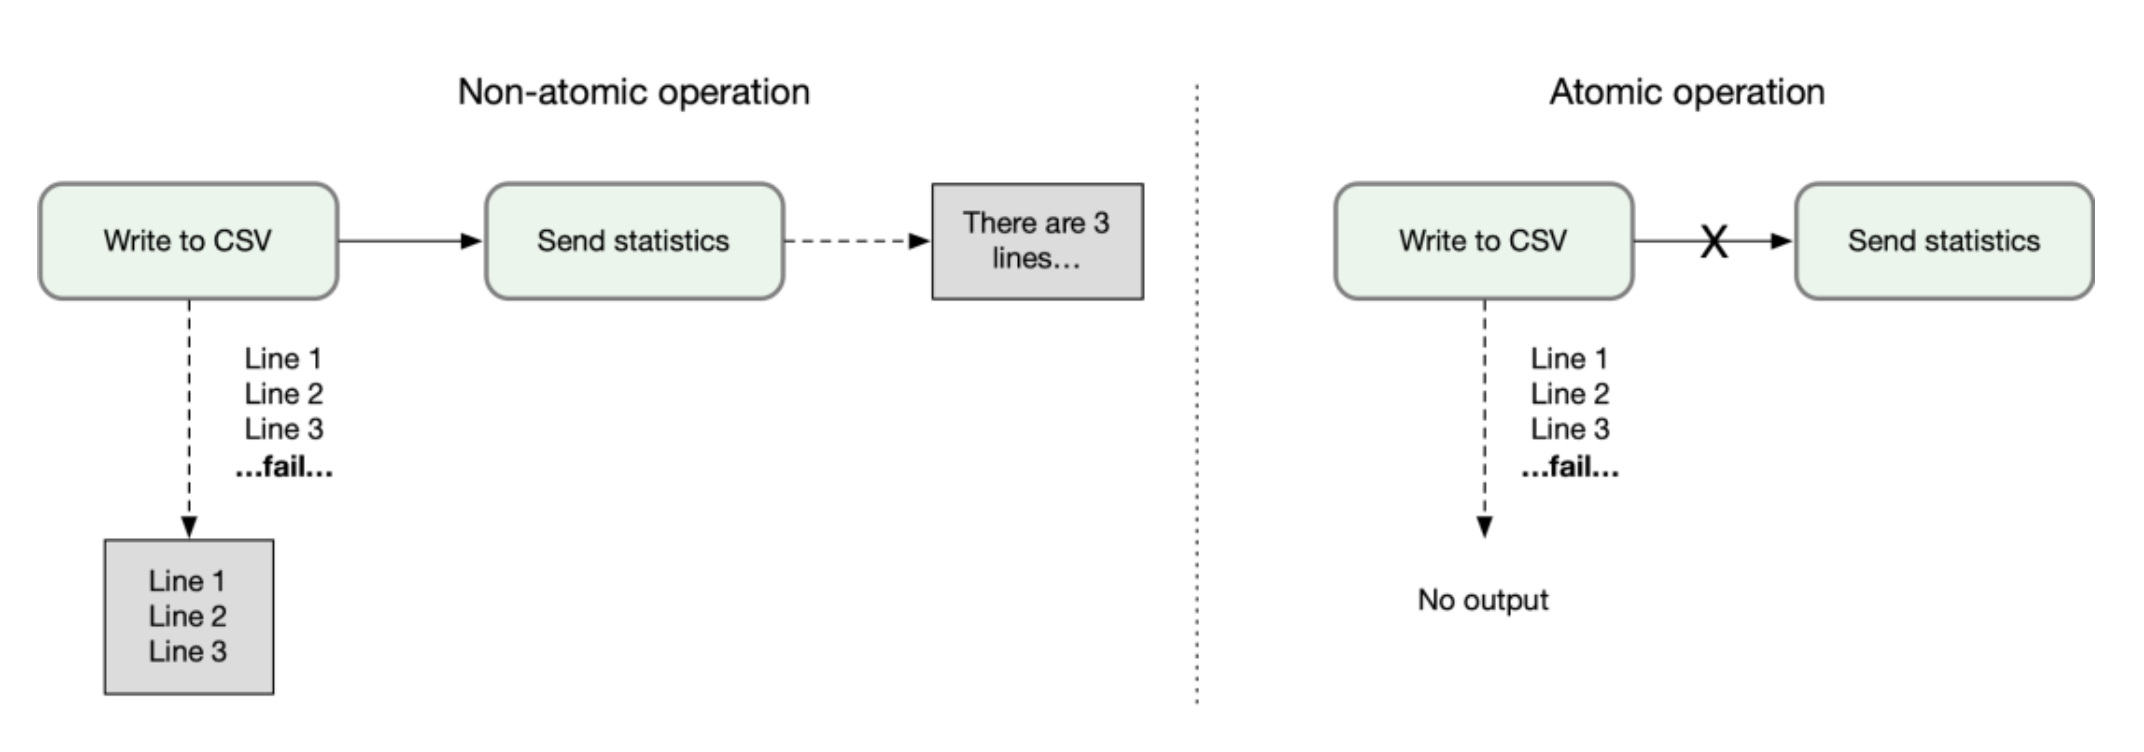 Non-atomic operation
Write to CSV
Send statistics
There are 3
lines...
Line 1
Line 2
Line 3
...fail...
Line 1
Line 2
Line 3
Atomic operation
Write to CSV
X
Send statistics
Line 1
Line 2
Line 3
...fail...
No output